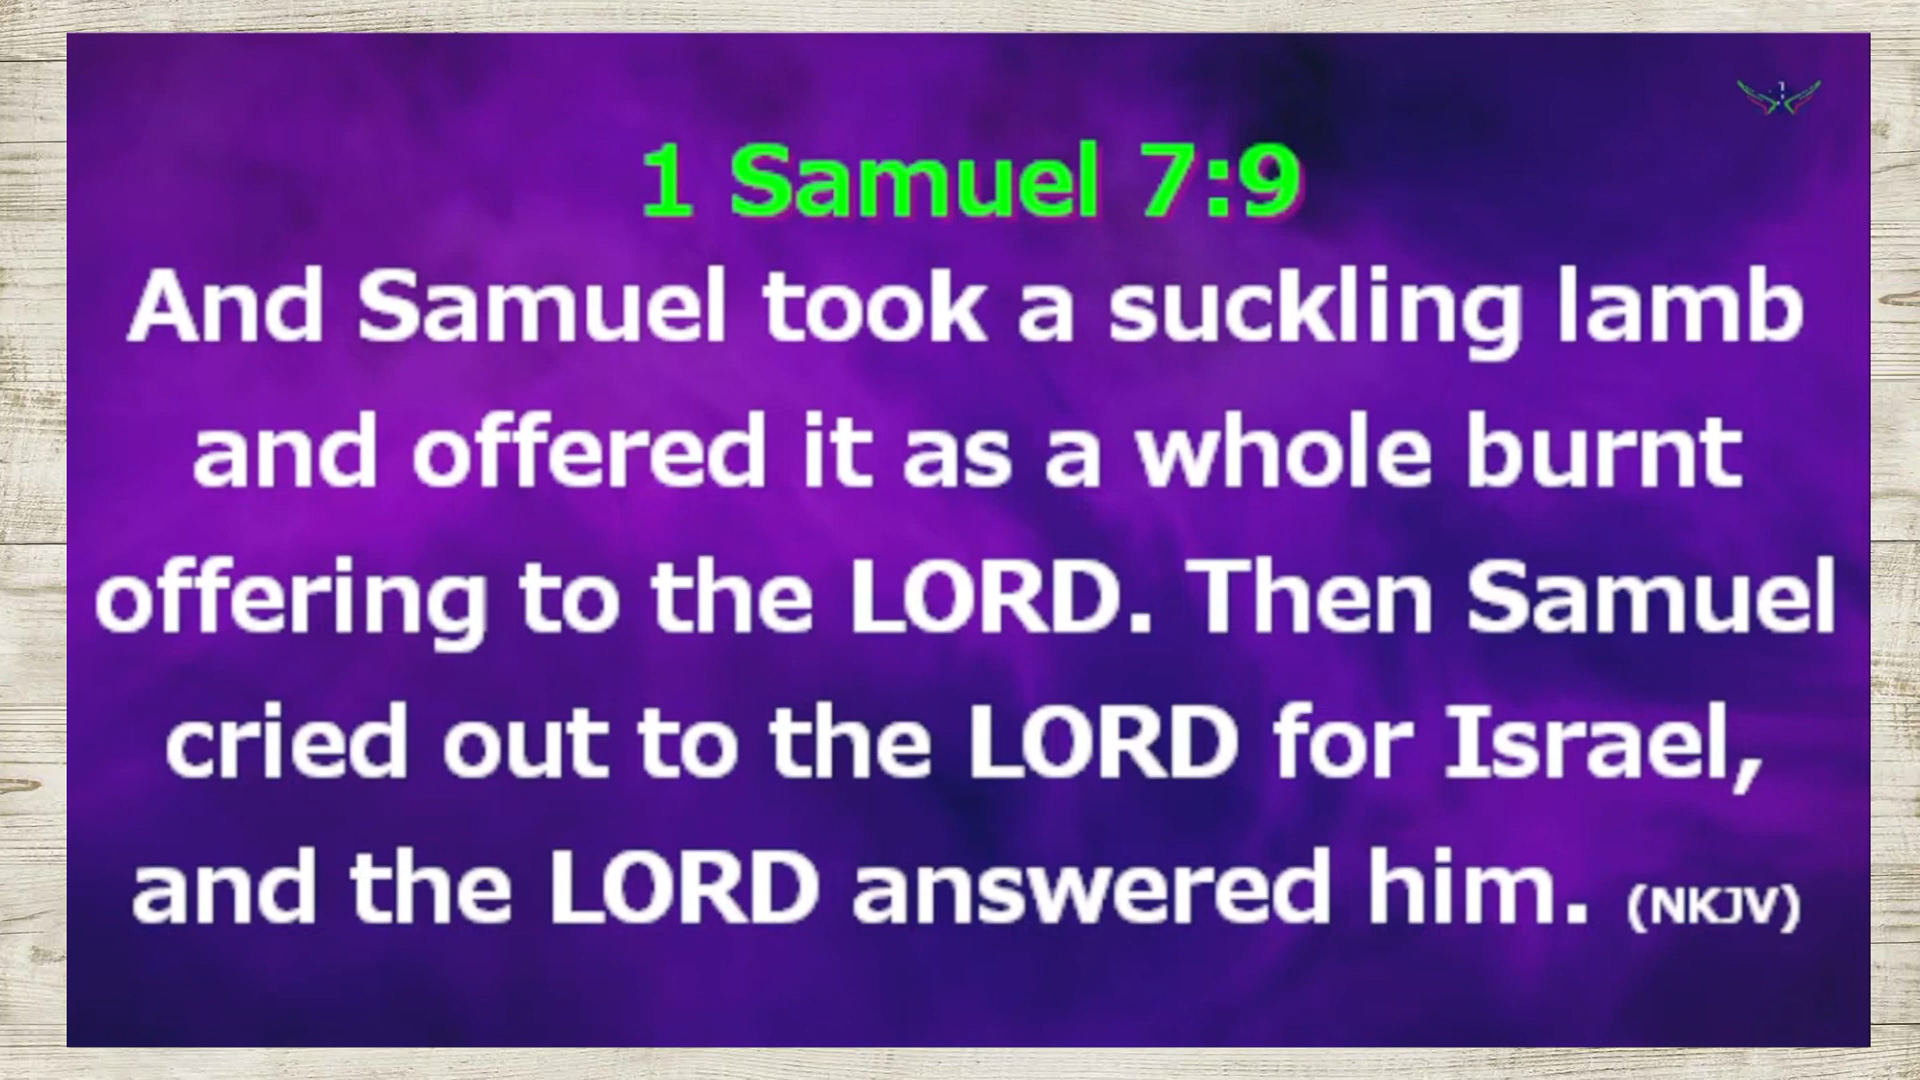 1 Samuel 7:9
And Samuel took a suckling lamb
and offered it as a whole burnt
offering to the LORD. Then Samuel
cried out to the LORD for Israel,
and the LORD answered him. (NKJV)